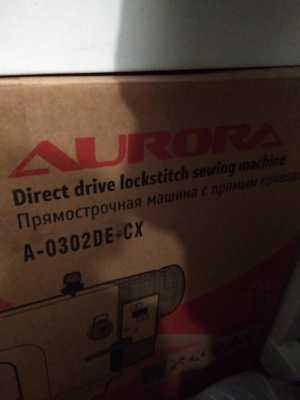 AURORA
Direct drive lockstitch sewing machine
Прямострочная машина с прямым
A-0302DE-CX